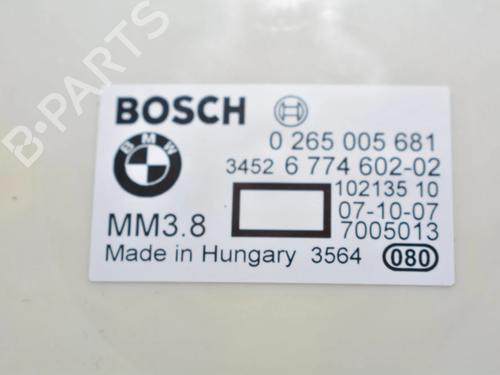 B-PARTS
BOSCH
BMW
0 265 005 681
3452 6 774 602-02
102135 10
07-10-07
MM3.8
7005013
Made in Hungary 3564 080